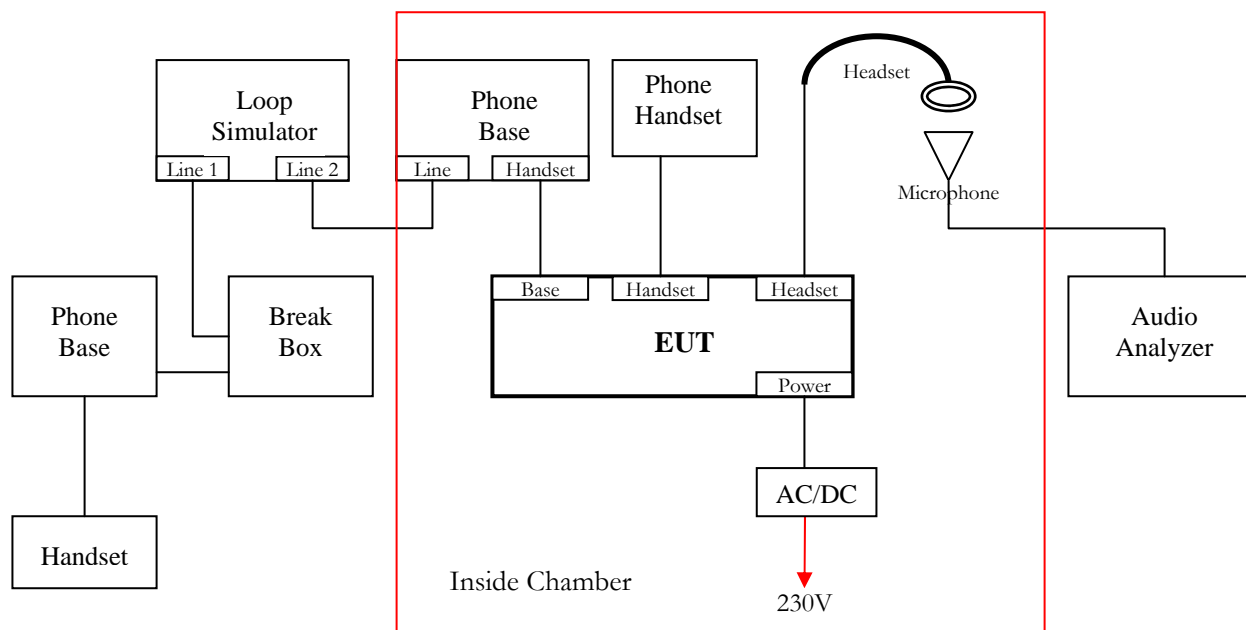 Loop
Simulator
Line 1
Line 2
Phone
Base
Line
Handset
Phone
Handset
Headset
Microphone
Phone
Base
Break
Box
Base
Handset
Headset
EUT
Power
Audio
Analyzer
AC/DC
Handset
Inside Chamber
230V